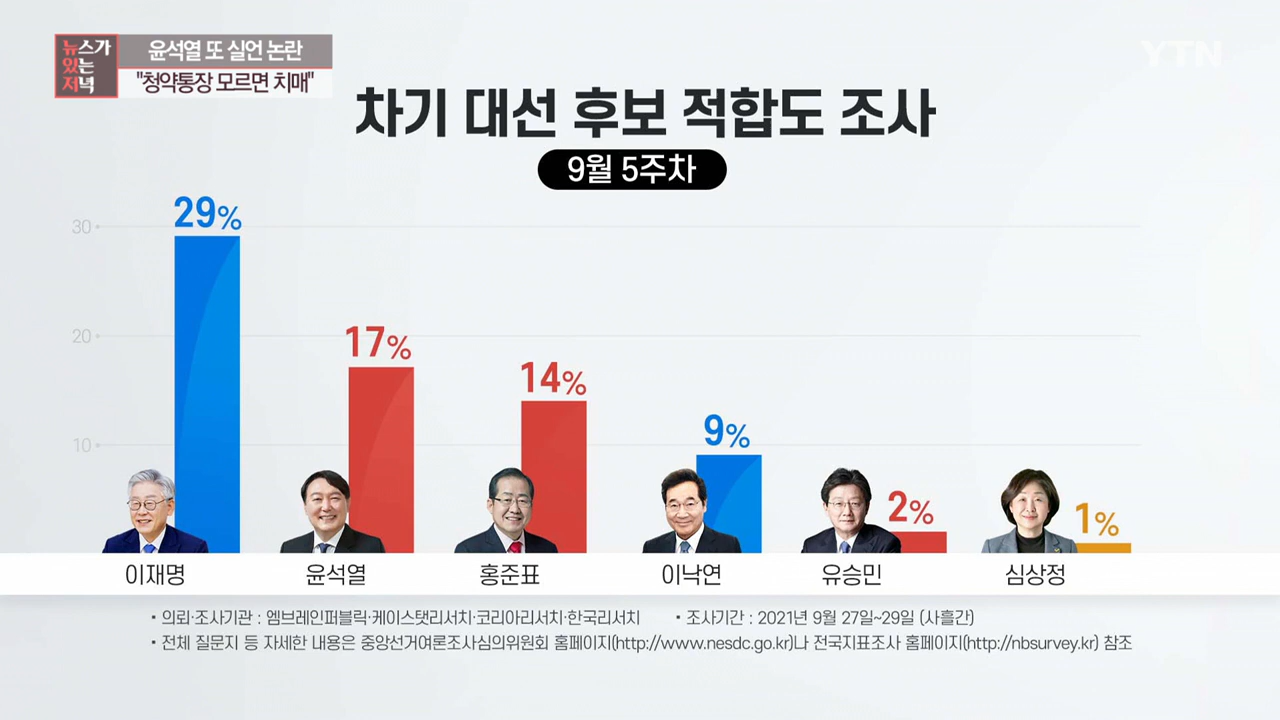 뉴스가
있는
저녁
윤석열 또 실언 논란
"청약통장 모르면 치매"
YTN
차기 대선 후보 적합도 조사
9월 5주차
30
20
10
29%
17%
14%
9%
2%
1%
이재명 윤석열 홍준표 이낙연 유승민 심상정
• 의뢰·조사기관 : 엠브레인퍼블릭·케이스탯리서치·코리아리서치·한국리서치 • 조사기간 : 2021년 9월 27일~29일 (사흘간)
• 전체 질문지 등 자세한 내용은 중앙선거여론조사심의위원회 홈페이지(http://www.nesdc.go.kr)나 전국지표조사 홈페이지(http://nbsurvey.kr) 참조